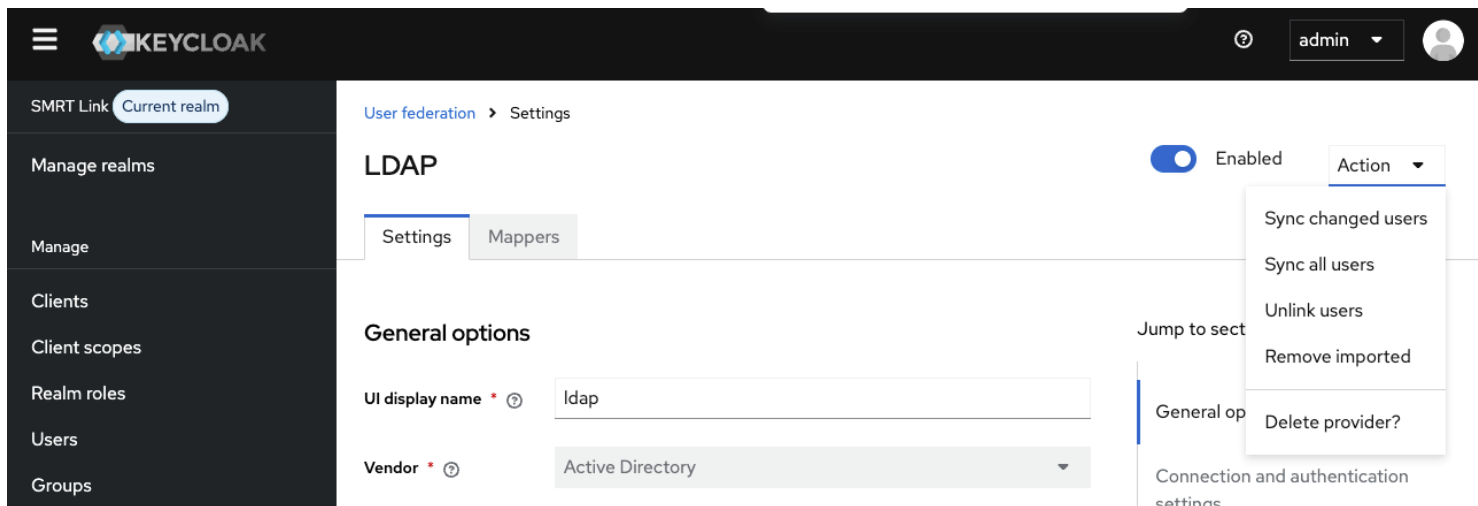 KEYCLOAK
admin
SMRT Link Current realm
Manage realms
Manage
Clients
Client scopes
Realm roles
Users
Groups
User federation > Settings
LDAP
Enabled
Action
Sync changed users
Sync all users
Unlink users
Remove imported
Delete provider?
Settings Mappers
General options
UI display name * ldap
Vendor * Active Directory
Jump to sect
General op
Connection and authentication
settings